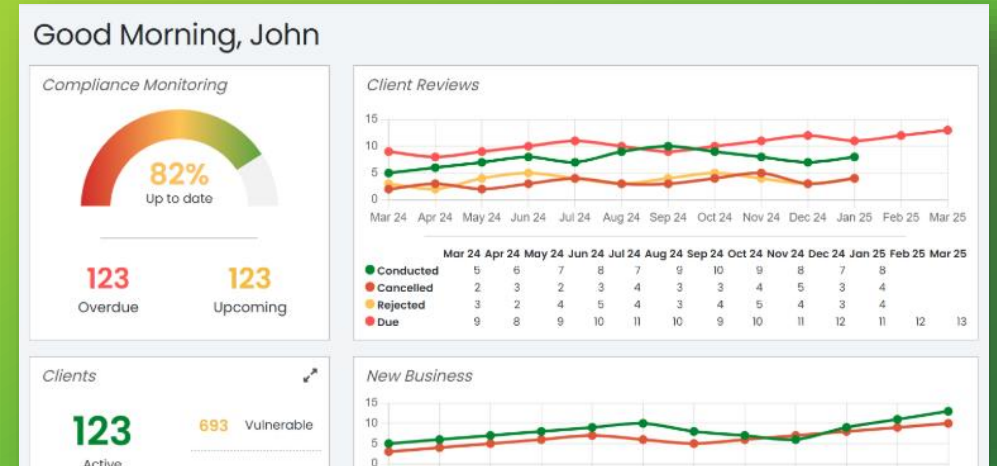 Good Morning, John
Compliance Monitoring
82%
Up to date
123
Overdue
123
Upcoming
Client Reviews
15
10
5
0
Mar 24 Apr 24 May 24 Jun 24 Jul 24 Aug 24 Sep 24 Oct 24 Nov 24 Dec 24 Jan 25 Feb 25 Mar 25
Mar 24 Apr 24 May 24 Jun 24 Jul 24 Aug 24 Sep 24 Oct 24 Nov 24 Dec 24 Jan 25 Feb 25 Mar 25
Conducted 5 6 7 8 7 9 10 9 8 7 8
Cancelled 2 3 2 3 4 3 3 4 5 3 4
Rejected 3 2 4 5 4 3 4 5 4 3 4
Due 9 8 9 10 11 10 9 10 11 12 11 12 13
Clients
123
Active
693 Vulnerable
New Business
15
10
5
0